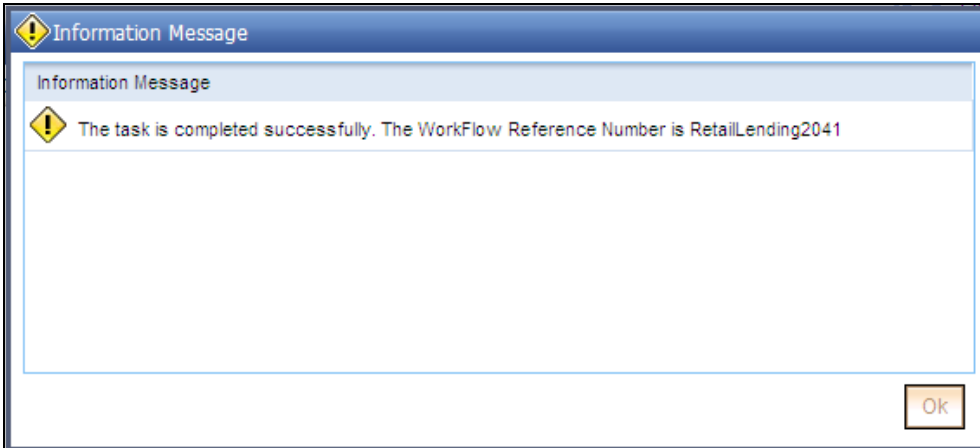 Information Message
Information Message
The task is completed successfully. The WorkFlow Reference Number is RetailLending2041
Ok